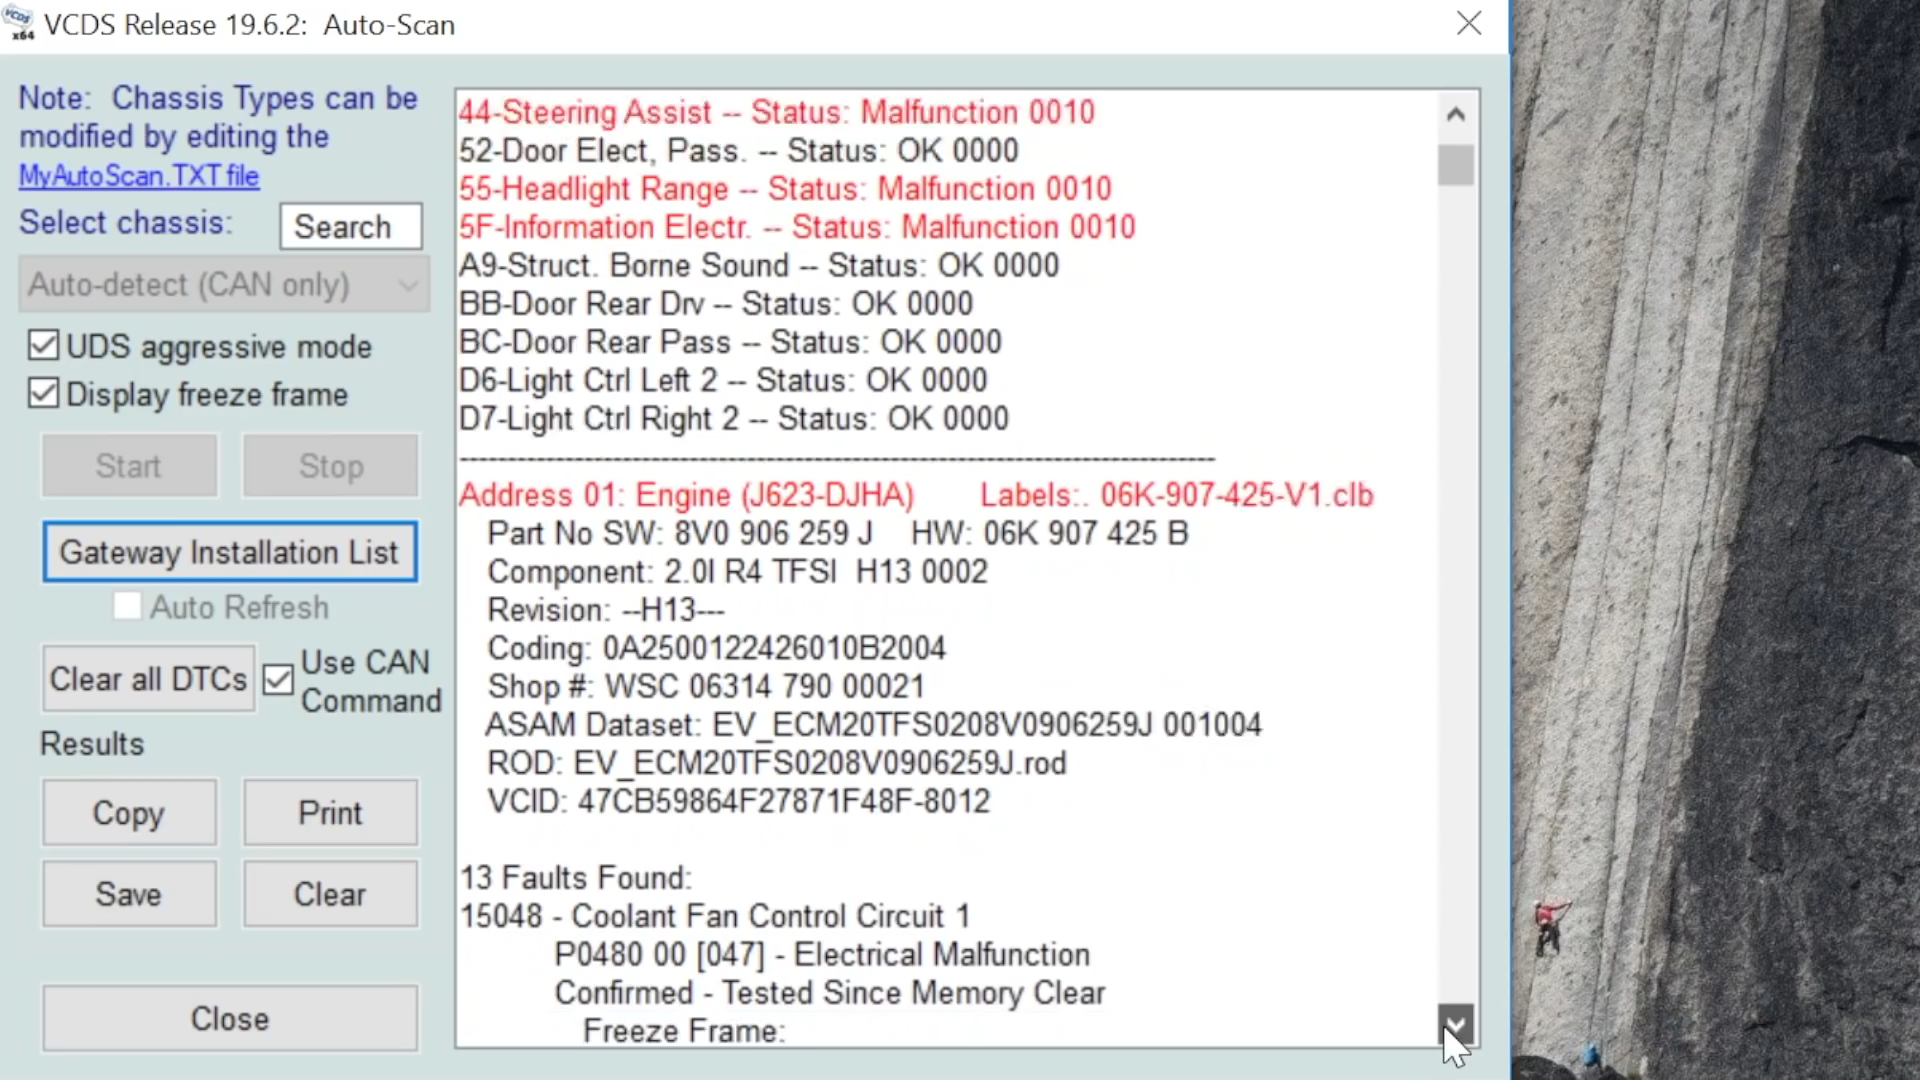 VCDS Release 19.6.2: Auto-Scan
VCDS
x64
Note: Chassis Types can be
modified by editing the
MyAutoScan.TXT file
Select chassis:
Search
Auto-detect (CAN only)
UDS aggressive mode
Display freeze frame
Start
Stop
Gateway Installation List
Auto Refresh
Clear all DTCs
Use CAN
Command
Results
Copy
Print
Save
Clear
Close
44-Steering Assist -- Status: Malfunction 0010
52-Door Elect, Pass. -- Status: OK 0000
55-Headlight Range -- Status: Malfunction 0010
5F-Information Electr. -- Status: Malfunction 0010
A9-Struct. Borne Sound -- Status: OK 0000
BB-Door Rear Drv -- Status: OK 0000
BC-Door Rear Pass -- Status: OK 0000
D6-Light Ctrl Left 2 -- Status: OK 0000
D7-Light Ctrl Right 2 -- Status: OK 0000
-------------------------------------------------------------------------------
Address 01: Engine (J623-DJHA) Labels:. 06K-907-425-V1.clb
Part No SW: 8V0 906 259 J HW: 06K 907 425 B
Component: 2.0l R4 TFSI H13 0002
Revision: --H13---
Coding: 0A2500122426010B2004
Shop #: WSC 06314 790 00021
ASAM Dataset: EV_ECM20TFS0208V0906259J 001004
ROD: EV_ECM20TFS0208V0906259J.rod
VCID: 47CB59864F27871F48F-8012
13 Faults Found:
15048 - Coolant Fan Control Circuit 1
P0480 00 [047] - Electrical Malfunction
Confirmed - Tested Since Memory Clear
Freeze Frame: